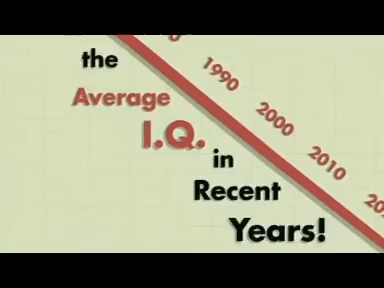 the
Average
I.Q.
in
Recent
Years!
1990
2000
2010